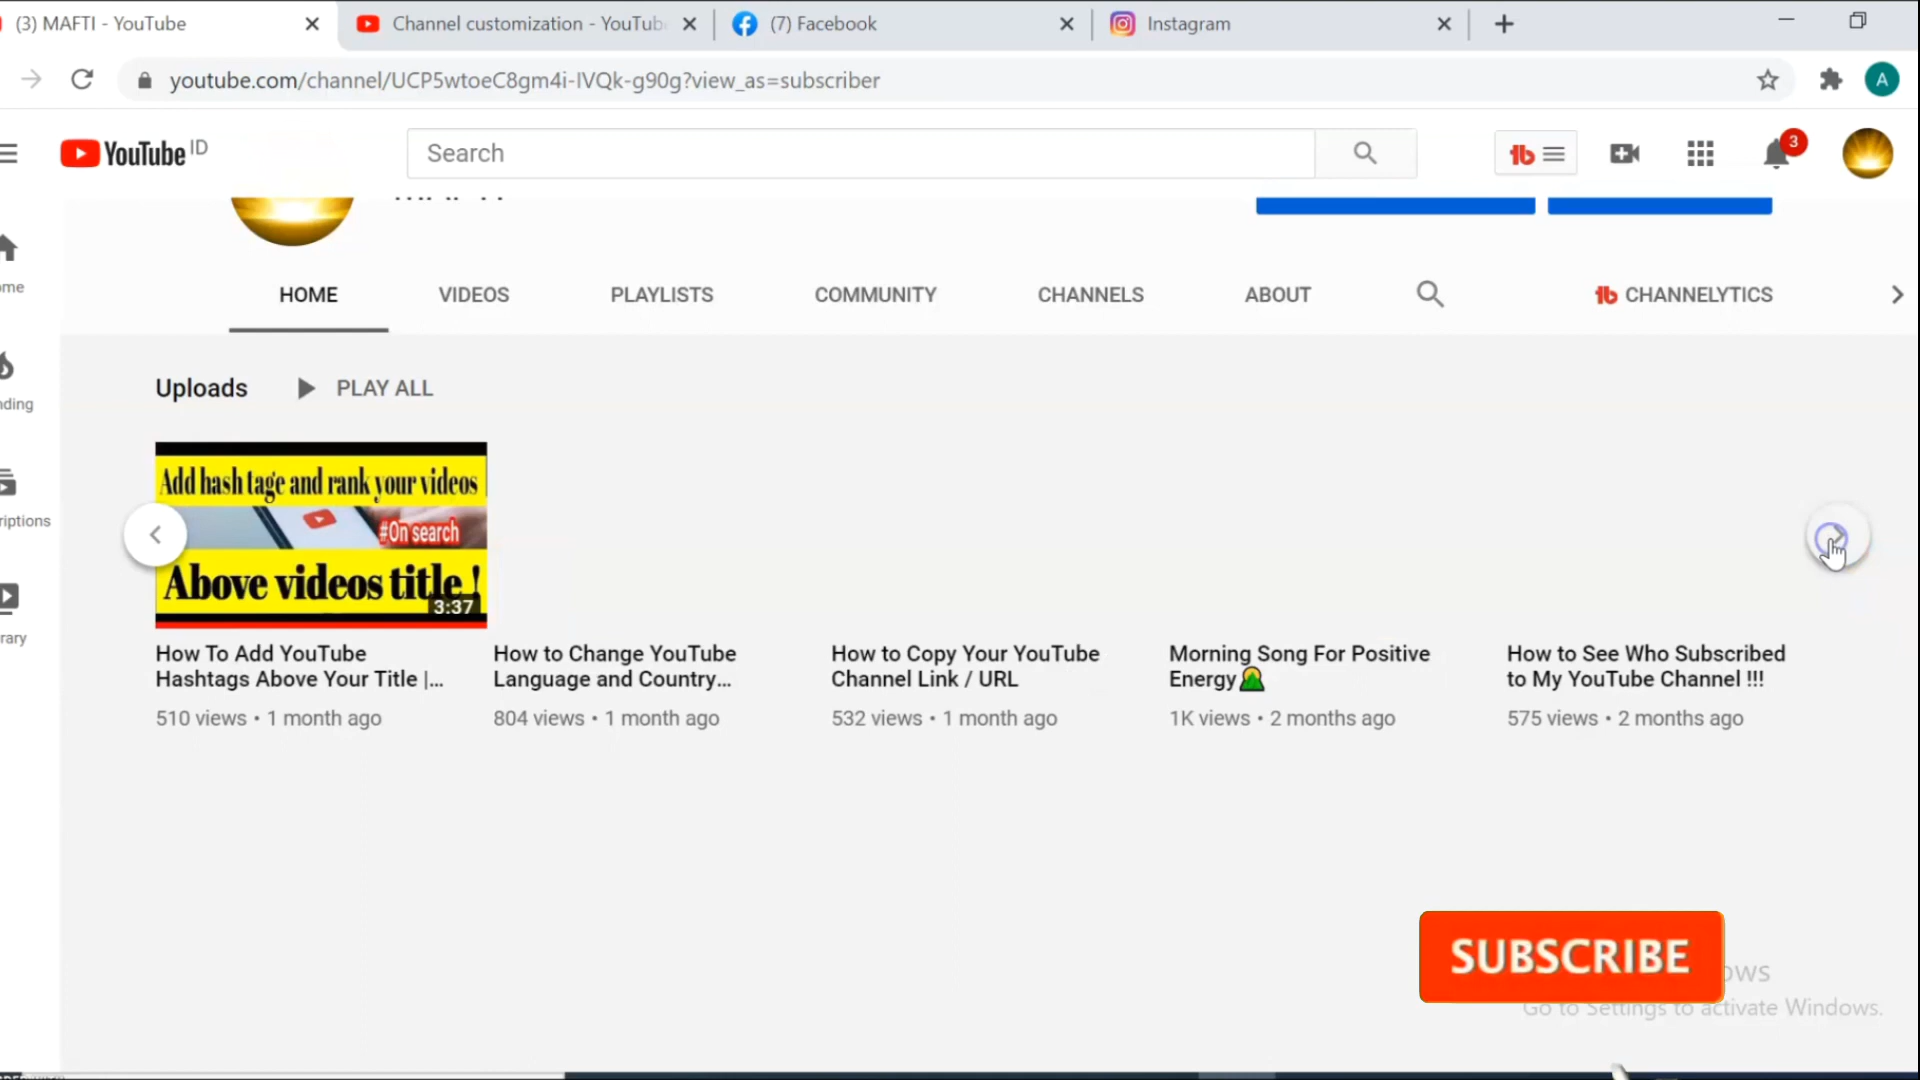 (3) MAFTI - YouTube
Channel customization - YouTube
(7) Facebook
Instagram
youtube.com/channel/UCP5wtoeC8gm4i-IVQk-g90g?view_as=subscriber
A
YouTube ID
Search
3
ome
HOME
VIDEOS
PLAYLISTS
COMMUNITY
CHANNELS
ABOUT
CHANNELYTICS
nding
Uploads
PLAY ALL
riptions
rary
Add hash tage and rank your videos
#On search
Above videos title !
3:37
How To Add YouTube
Hashtags Above Your Title |...
510 views • 1 month ago
How to Change YouTube
Language and Country...
804 views • 1 month ago
How to Copy Your YouTube
Channel Link / URL
532 views • 1 month ago
Morning Song For Positive
Energy
1K views • 2 months ago
How to See Who Subscribed
to My YouTube Channel !!!
575 views • 2 months ago
SUBSCRIBE
ows
Go to Settings to activate Windows.